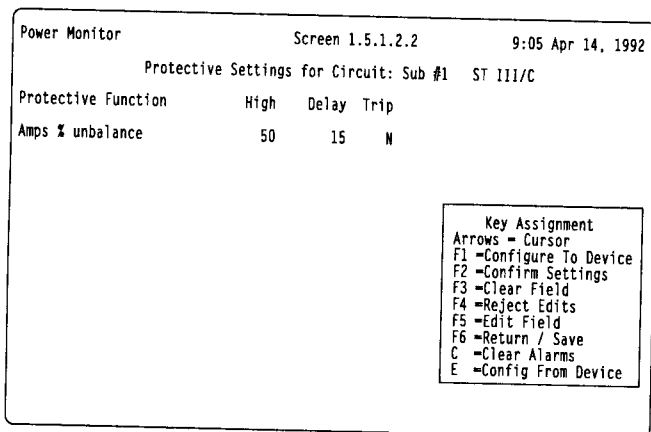 Power Monitor Screen 1.5.1.2.2 9:05 Apr 14, 1992
Protective Settings for Circuit: Sub #1 ST III/C
Protective Function High Delay Trip
Amps % unbalance 50 15 N
Key Assignment
Arrows = Cursor
F1 =Configure To Device
F2 =Confirm Settings
F3 =Clear Field
F4 =Reject Edits
F5 =Edit Field
F6 =Return / Save
C =Clear Alarms
E =Config From Device